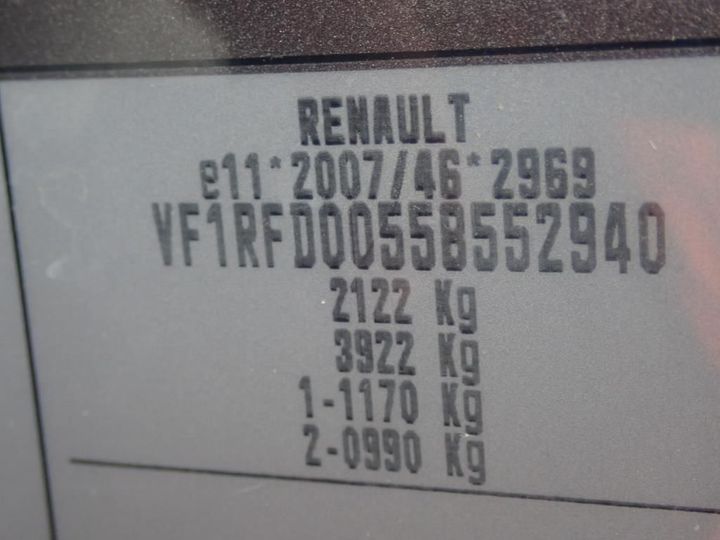 RENAULT
e11*2007/46*2969
VF1RFD00558552940
2122 Kg
3922 Kg
1-1170 Kg
2-0990 Kg